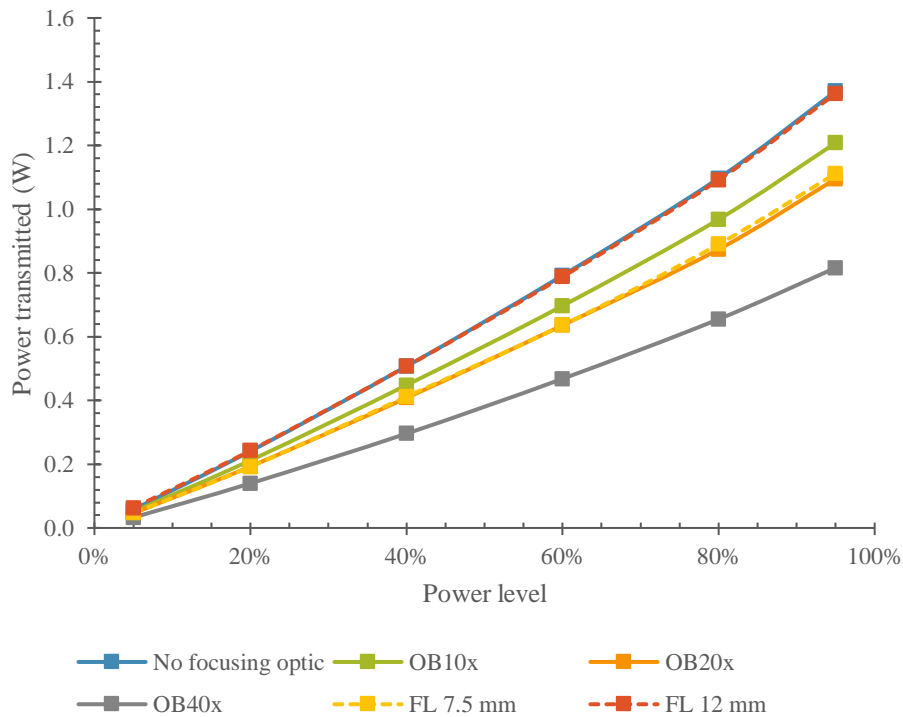 1.6
1.4
1.2
1.0
0.8
0.6
0.4
0.2
0.0
Power transmitted (W)
0% 20% 40% 60% 80% 100%
Power level
No focusing optic OB10x OB20x
OB40x FL 7.5 mm FL 12 mm